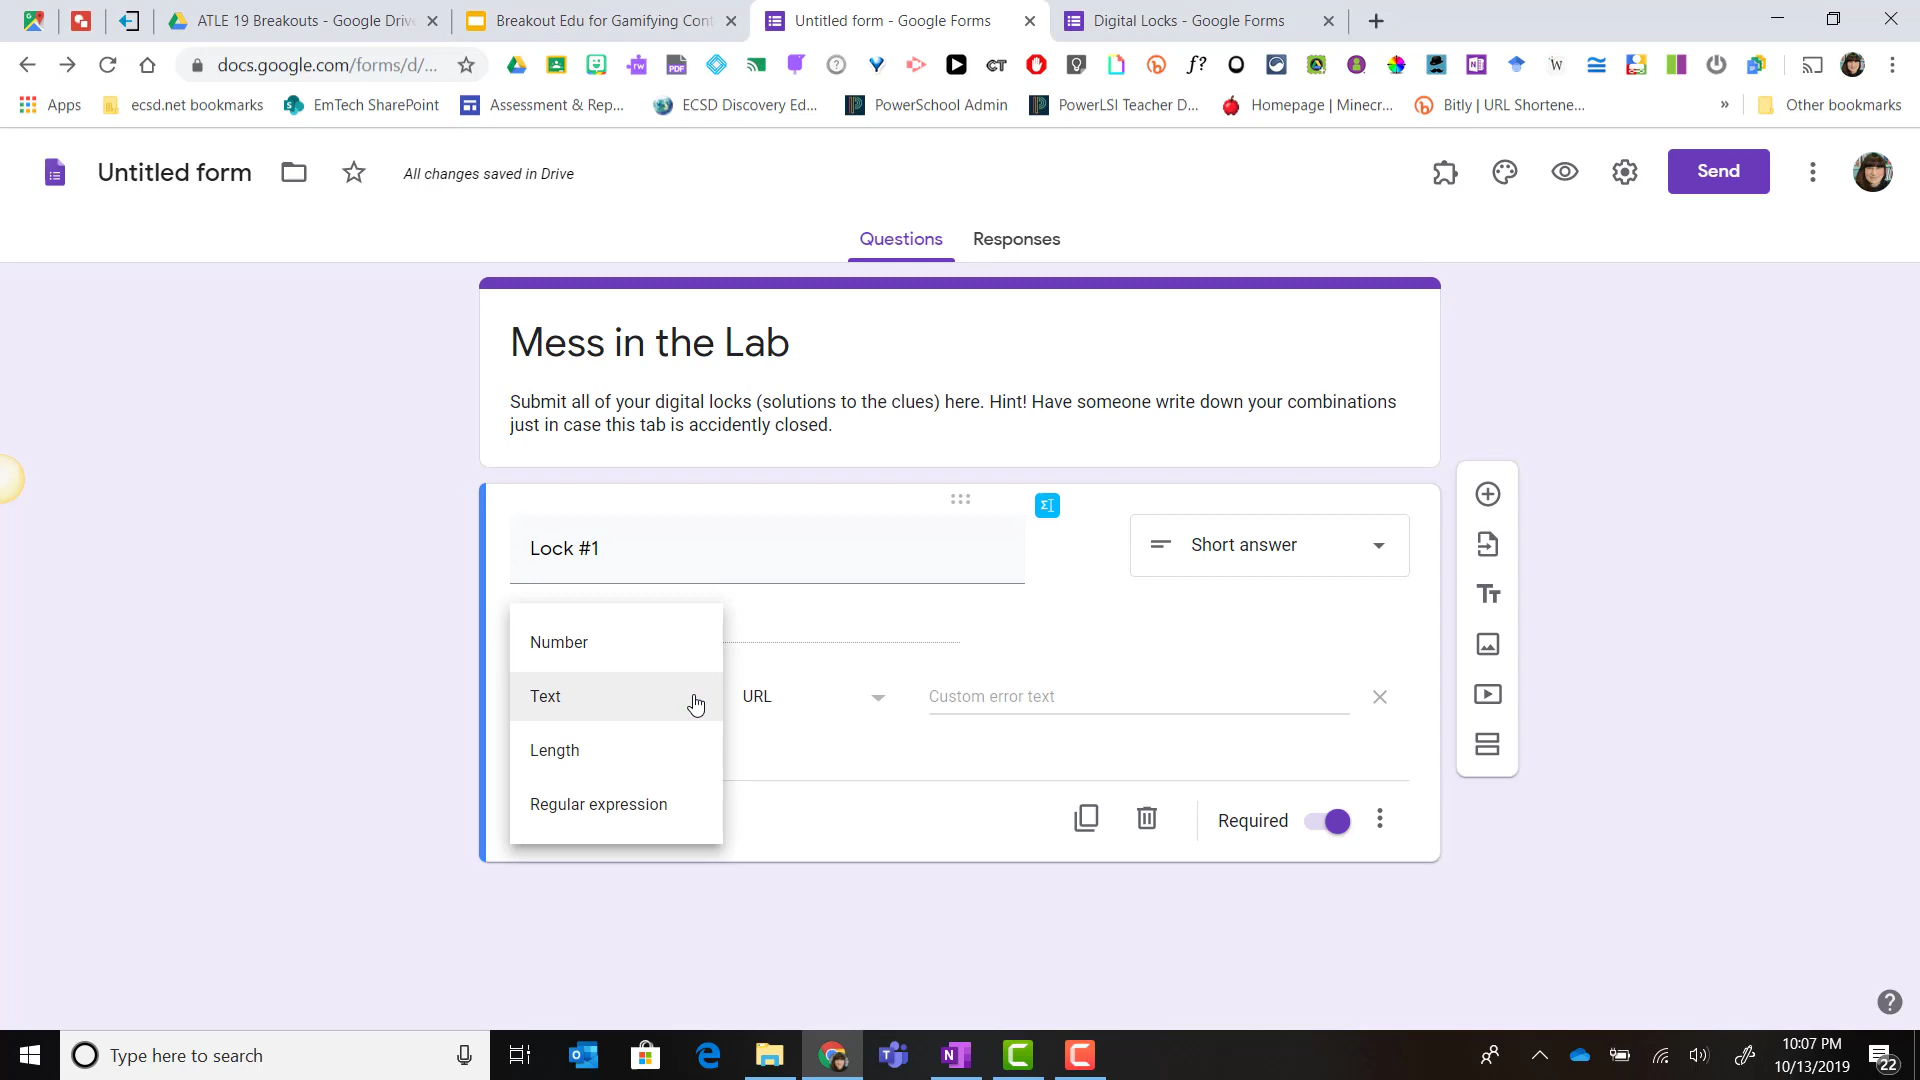 ATLE 19 Breakouts - Google Drive
Breakout Edu for Gamifying Cont
Untitled form - Google Forms
Digital Locks - Google Forms
docs.google.com/forms/d/...
Apps
ecsd.net bookmarks
EmTech SharePoint
Assessment & Rep...
ECSD Discovery Ed...
PowerSchool Admin
PowerLSI Teacher D...
Homepage | Minecr...
Bitly | URL Shortene...
»
Other bookmarks
Untitled form
All changes saved in Drive
Send
Questions
Responses
Mess in the Lab
Submit all of your digital locks (solutions to the clues) here. Hint! Have someone write down your combinations
just in case this tab is accidently closed.
Lock #1
Short answer
Number
Text
URL
Custom error text
Length
Regular expression
Required
Type here to search
10:07 PM
10/13/2019
22